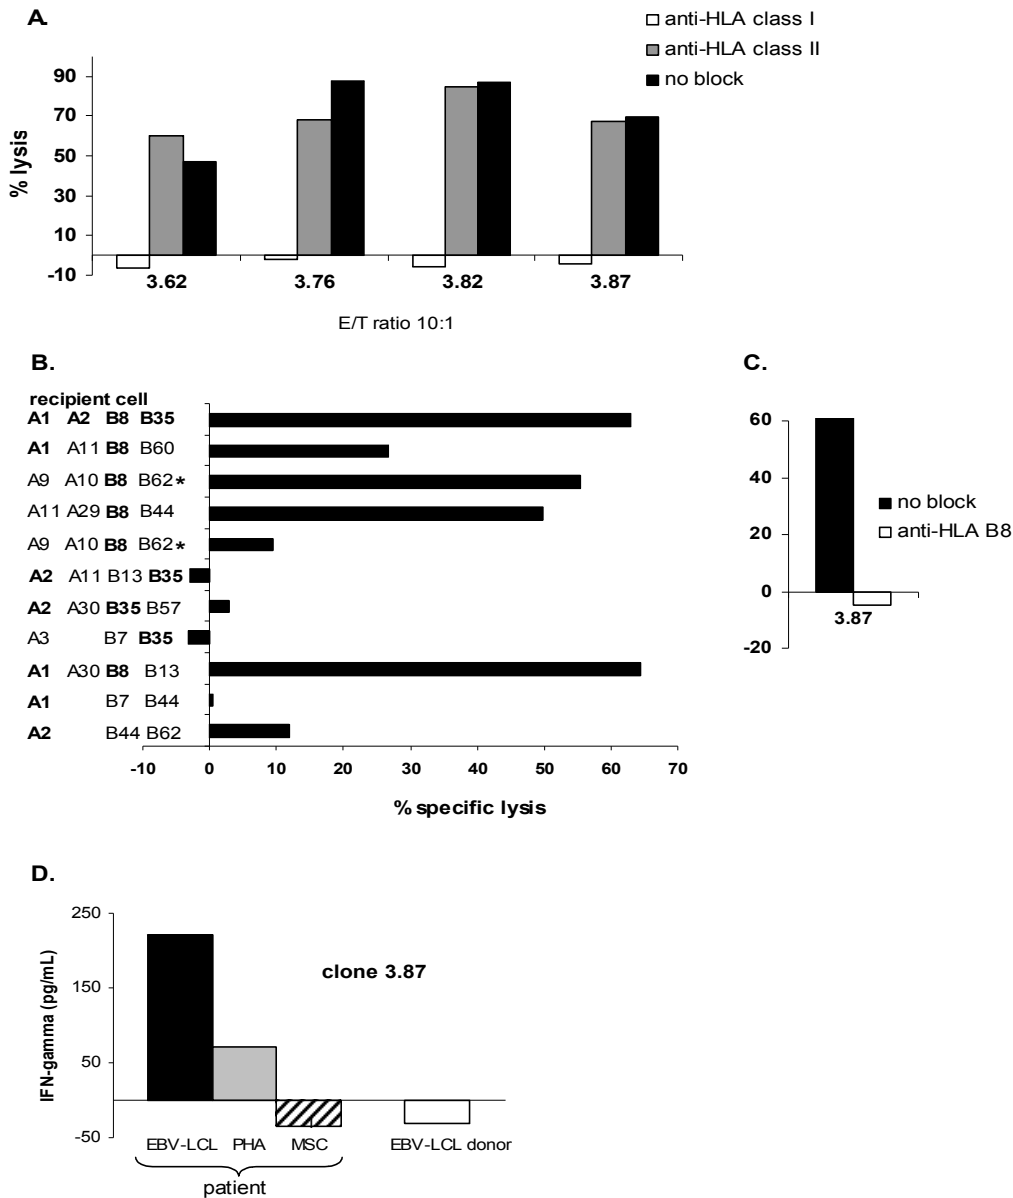 A.
anti-HLA class I
anti-HLA class II
no block
90
70
50
30
10
-10
% lysis
3.62 3.76 3.82 3.87
E/T ratio 10:1
B.
recipient cell
A1 A2 B8 B35
A1 A11 B8 B60
A9 A10 B8 B62*
A11 A29 B8 B44
A9 A10 B8 B62*
A2 A11 B13 B35
A2 A30 B35 B57
A3 B7 B35
A1 A30 B8 B13
A1 B7 B44
A2 B44 B62
-10 0 10 20 30 40 50 60 70
% specific lysis
C.
60
40
20
0
-20
no block
anti-HLA B8
3.87
D.
250
150
50
-50
IFN-gamma (pg/mL)
clone 3.87
EBV-LCL PHA MSC EBV-LCL donor
patient